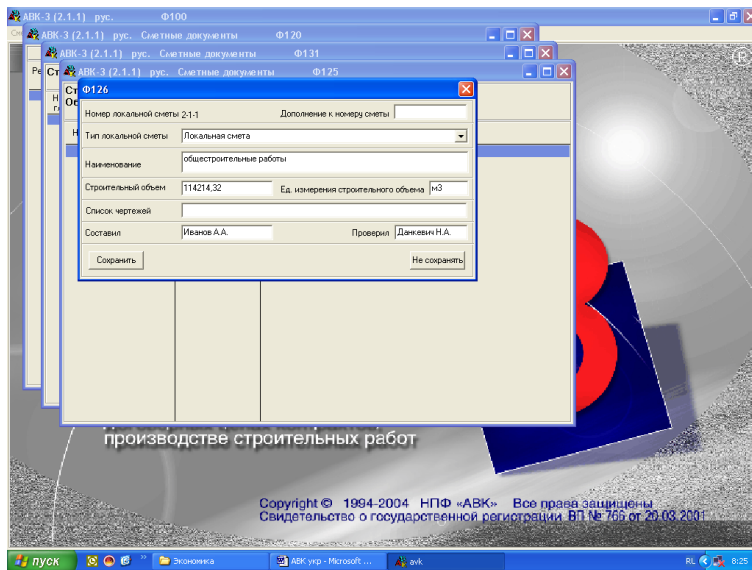 АВК-3 (2.1.1) рус. Ф100
АВК-3 (2.1.1) рус. Сметные документы Ф120
АВК-3 (2.1.1) рус. Сметные документы Ф131
АВК-3 (2.1.1) рус. Сметные документы Ф125
Ф126
Номер локальной сметы 2-1-1 Дополнение к номеру сметы
Тип локальной сметы Локальная смета
Наименование общестроительные работы
Строительный объем 114214,32 Ед. измерения строительного объема м3
Список чертежей
Составил Иванов А.А. Проверил Данкевич Н.А.
Сохранить Не сохранять
производстве строительных работ
Copyright © 1994-2004 НПФ «АВК» Все права защищены
Свидетельство о государственной регистрации ВП № 766 от 20.03.2001
пуск Экономика АВК укр - Microsoft ... avk RL 8:25